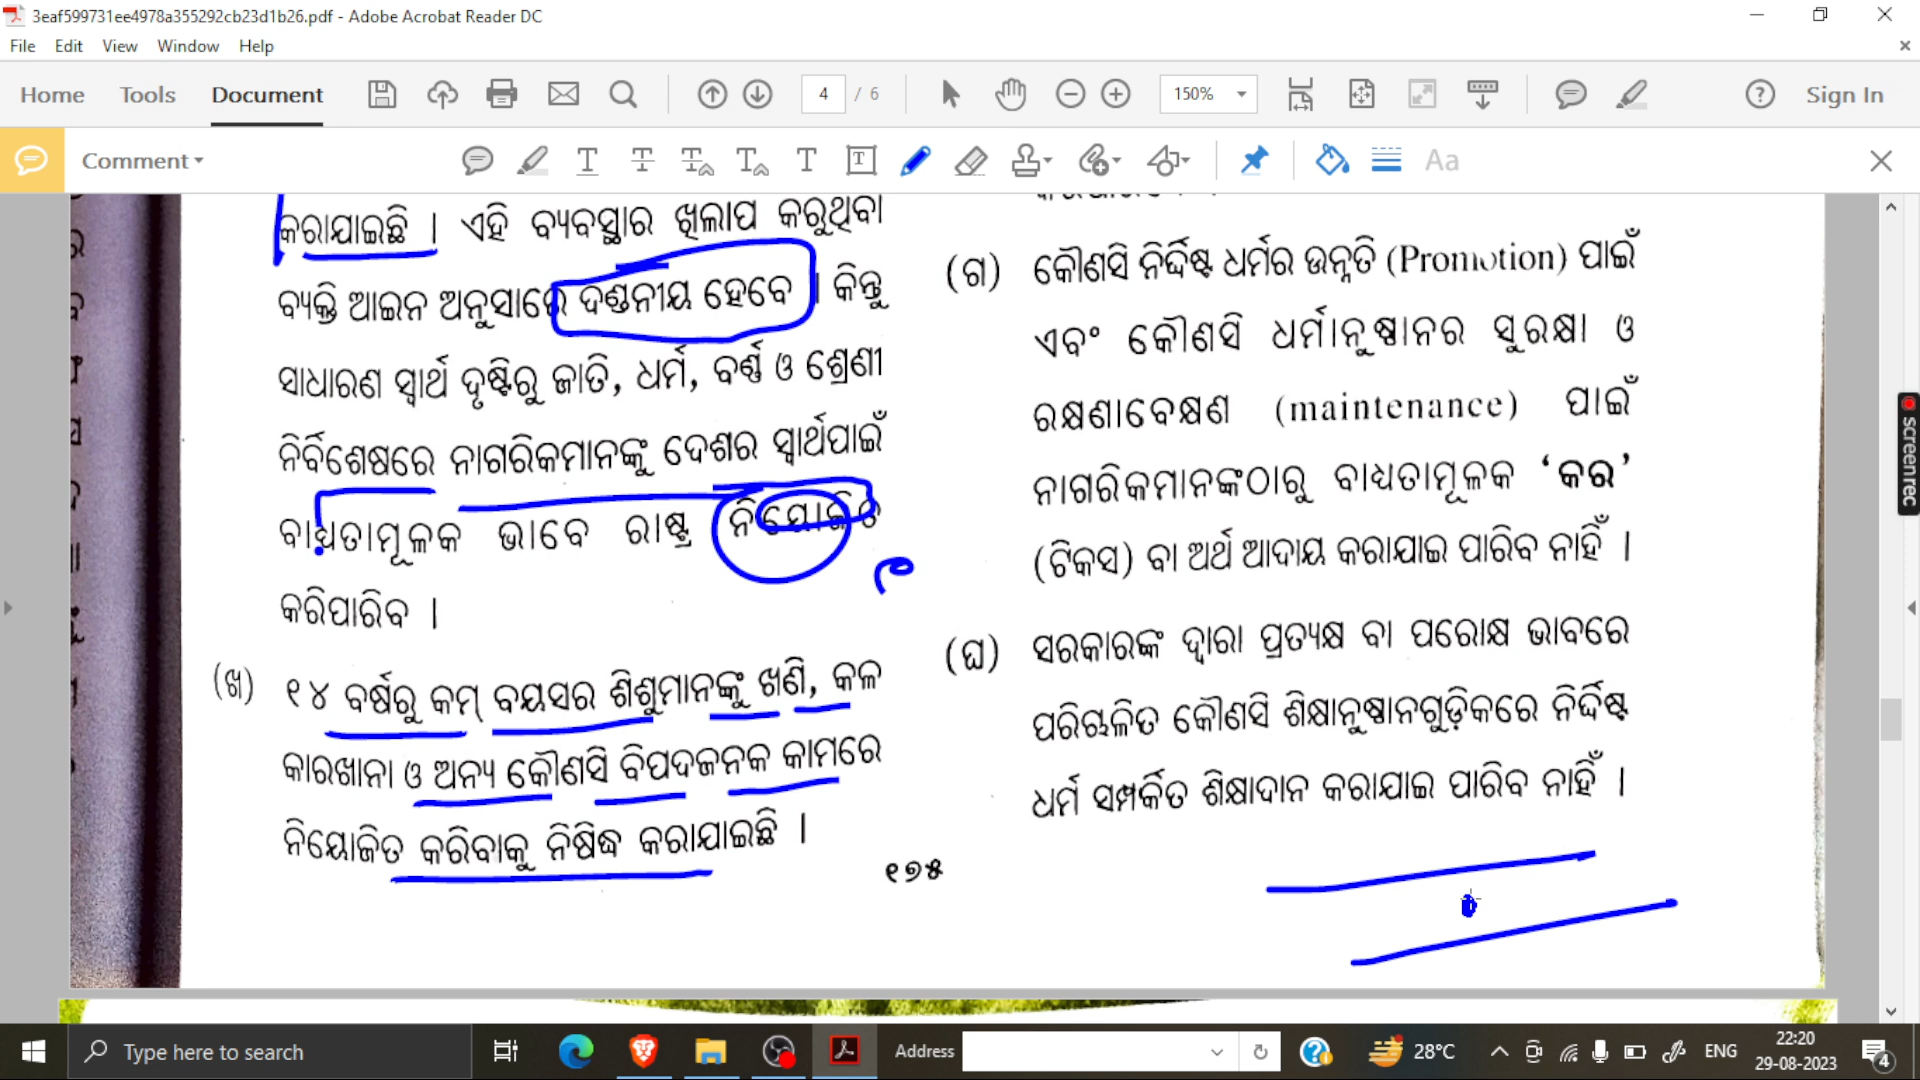 3eaf599731ee4978a355292cb23d1b26.pdf - Adobe Acrobat Reader DC
File Edit View Window Help
Home Tools Document 4 / 6 150% Sign In
Comment T T T T T T Aa
କରାଯାଇଛି । ଏହି ବ୍ୟବସ୍ଥାର ଖିଲାପ କରୁଥିବା
ବ୍ୟକ୍ତି ଆଇନ ଅନୁସାରେ ଦଣ୍ଡନୀୟ ହେବେ । କିନ୍ତୁ
ସାଧାରଣ ସ୍ୱାର୍ଥ ଦୃଷ୍ଟିରୁ ଜାତି, ଧର୍ମ, ବର୍ଣ୍ଣ ଓ ଶ୍ରେଣୀ
ନିର୍ବିଶେଷରେ ନାଗରିକମାନଙ୍କୁ ଦେଶର ସ୍ୱାର୍ଥପାଇଁ
ବାଧ୍ୟତାମୂଳକ ଭାବେ ରାଷ୍ଟ୍ର ନିଯୋଜିତ
କରିପାରିବ ।
(ଖ) ୧୪ ବର୍ଷରୁ କମ୍ ବୟସର ଶିଶୁମାନଙ୍କୁ ଖଣି, କଳ
କାରଖାନା ଓ ଅନ୍ୟ କୌଣସି ବିପଦଜନକ କାମରେ
ନିୟୋଜିତ କରିବାକୁ ନିଷିଦ୍ଧ କରାଯାଇଛି ।
(ଗ) କୌଣସି ନିର୍ଦ୍ଦିଷ୍ଟ ଧର୍ମର ଉନ୍ନତି (Promotion) ପାଇଁ
ଏବଂ କୌଣସି ଧର୍ମାନୁଷ୍ଠାନର ସୁରକ୍ଷା ଓ
ରକ୍ଷଣାବେକ୍ଷଣ (maintenance) ପାଇଁ
ନାଗରିକମାନଙ୍କଠାରୁ ବାଧ୍ୟତାମୂଳକ ‘କର’
(ଟିକସ) ବା ଅର୍ଥ ଆଦାୟ କରାଯାଇ ପାରିବ ନାହିଁ ।
(ଘ) ସରକାରଙ୍କ ଦ୍ୱାରା ପ୍ରତ୍ୟକ୍ଷ ବା ପରୋକ୍ଷ ଭାବରେ
ପରିଚାଳିତ କୌଣସି ଶିକ୍ଷାନୁଷ୍ଠାନଗୁଡ଼ିକରେ ନିର୍ଦ୍ଦିଷ୍ଟ
ଧର୍ମ ସମ୍ପର୍କିତ ଶିକ୍ଷାଦାନ କରାଯାଇ ପାରିବ ନାହିଁ ।
୧୭୫
screenrec
Type here to search Address 28°C ENG 22:20
29-08-2023 4